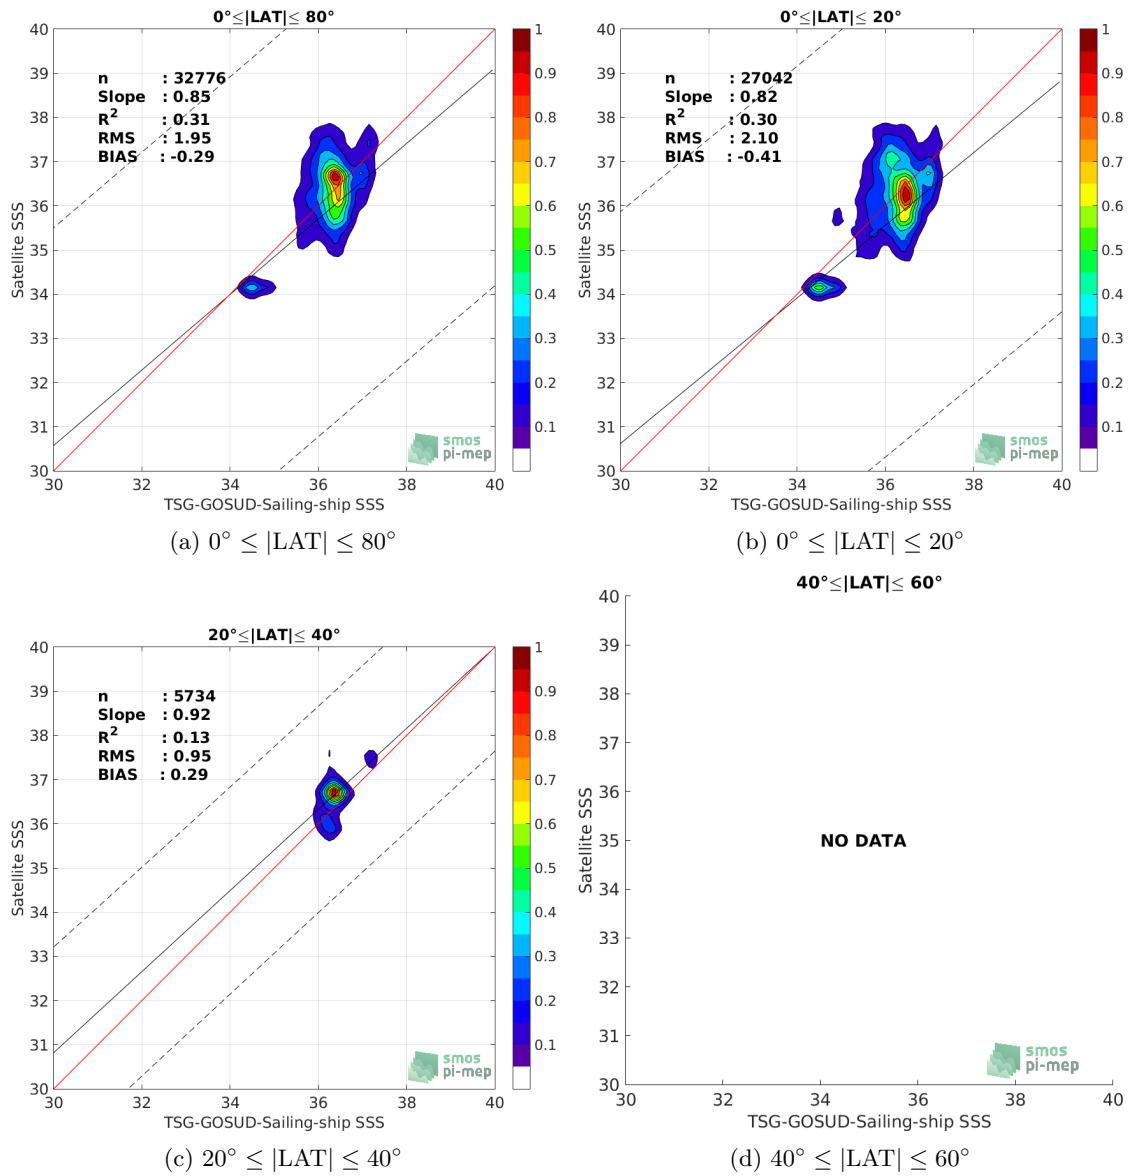 0°≤|LAT|≤ 80°
40
39
38
37
36
35
34
33
32
31
30
Satellite SSS
n : 32776
Slope : 0.85
R² : 0.31
RMS : 1.95
BIAS : -0.29
smos
pi-mep
30 32 34 36 38 40
TSG-GOSUD-Sailing-ship SSS
1
0.9
0.8
0.7
0.6
0.5
0.4
0.3
0.2
0.1
(a) 0° ≤ |LAT| ≤ 80°
0°≤|LAT|≤ 20°
40
39
38
37
36
35
34
33
32
31
30
Satellite SSS
n : 27042
Slope : 0.82
R² : 0.30
RMS : 2.10
BIAS : -0.41
smos
pi-mep
30 32 34 36 38 40
TSG-GOSUD-Sailing-ship SSS
1
0.9
0.8
0.7
0.6
0.5
0.4
0.3
0.2
0.1
(b) 0° ≤ |LAT| ≤ 20°
20°≤|LAT|≤ 40°
40
39
38
37
36
35
34
33
32
31
30
Satellite SSS
n : 5734
Slope : 0.92
R² : 0.13
RMS : 0.95
BIAS : 0.29
smos
pi-mep
30 32 34 36 38 40
TSG-GOSUD-Sailing-ship SSS
1
0.9
0.8
0.7
0.6
0.5
0.4
0.3
0.2
0.1
(c) 20° ≤ |LAT| ≤ 40°
40°≤|LAT|≤ 60°
40
39
38
37
36
35
34
33
32
31
30
Satellite SSS
NO DATA
smos
pi-mep
30 32 34 36 38 40
TSG-GOSUD-Sailing-ship SSS
(d) 40° ≤ |LAT| ≤ 60°